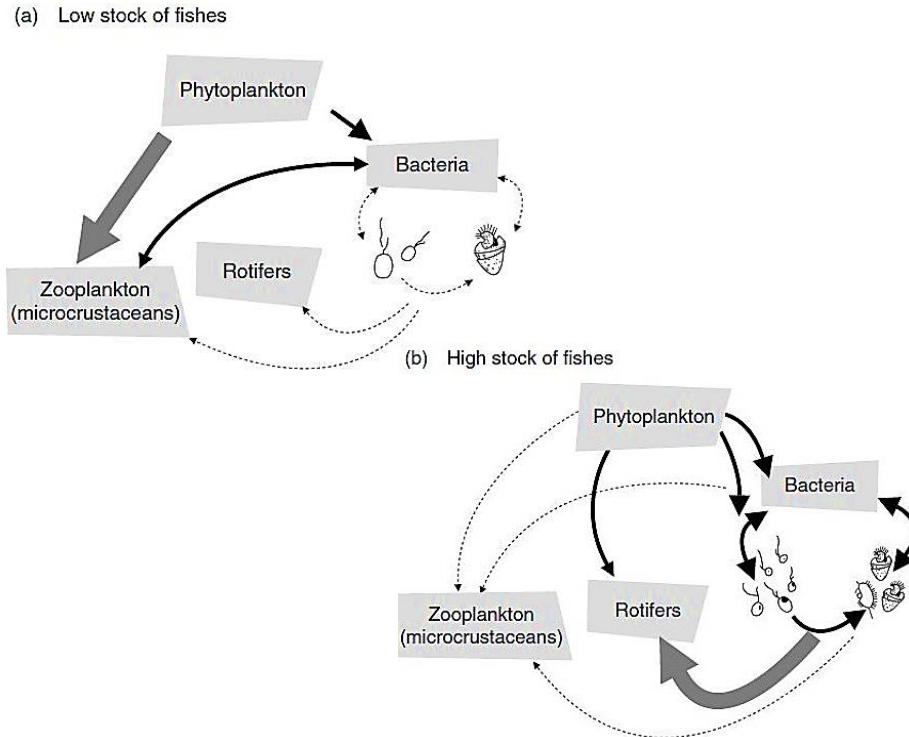 (a) Low stock of fishes
Phytoplankton
Bacteria
Rotifers
Zooplankton
(microcrustaceans)
(b) High stock of fishes
Phytoplankton
Bacteria
Rotifers
Zooplankton
(microcrustaceans)